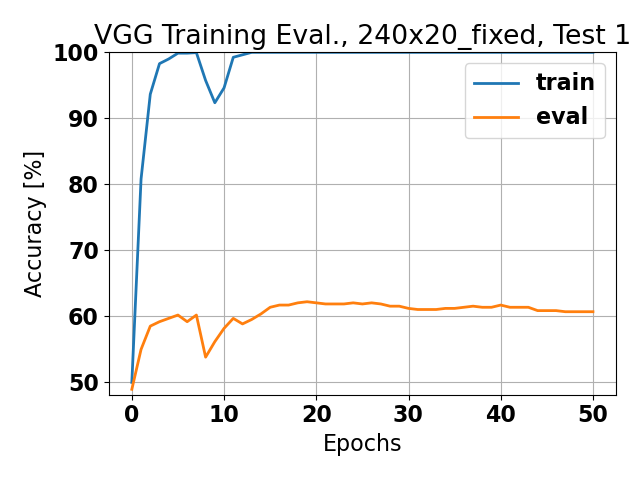 VGG Training Eval., 240x20_fixed, Test 1
100
90
80
70
60
50
Accuracy [%]
train
eval
0 10 20 30 40 50
Epochs